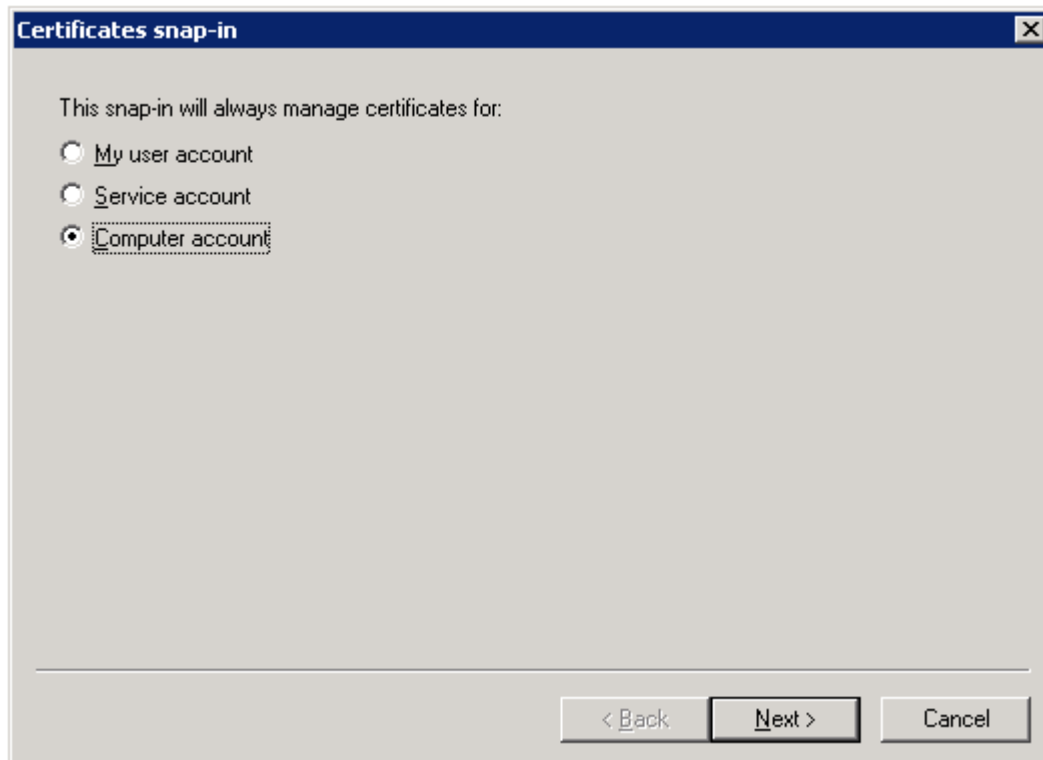 Certificates snap-in
This snap-in will always manage certificates for:
My user account
Service account
Computer account
< Back
Next >
Cancel